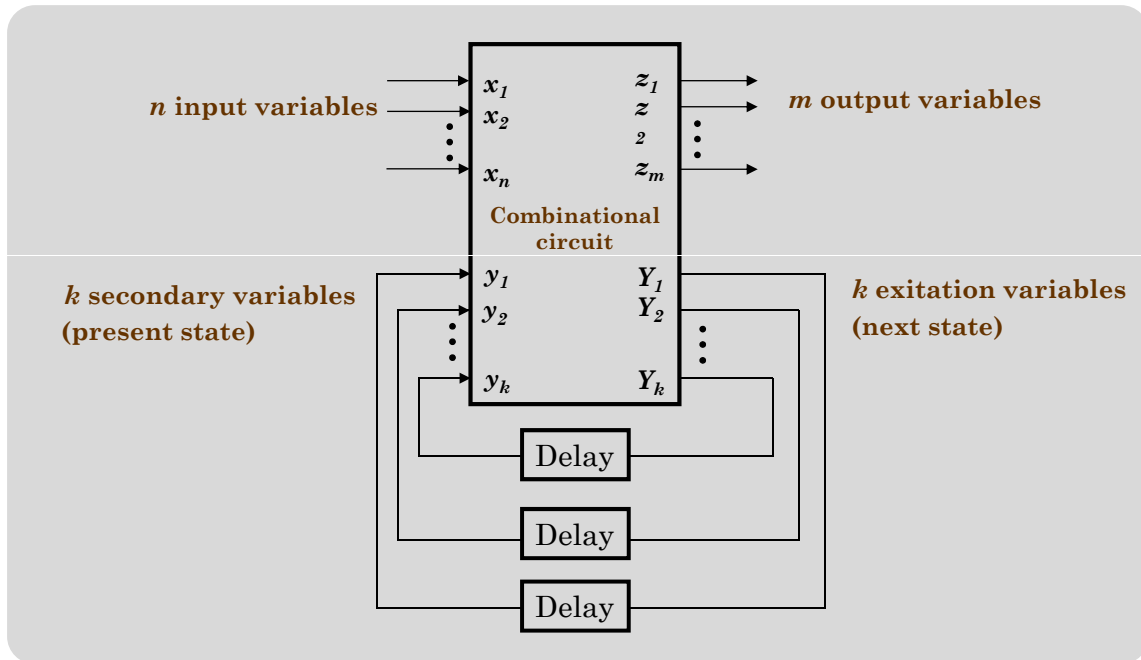 n input variables
x1
x2
xn
z1
z
2
zm
m output variables
Combinational
circuit
k secondary variables
(present state)
y1
y2
yk
Y1
Y2
Yk
k exitation variables
(next state)
Delay
Delay
Delay